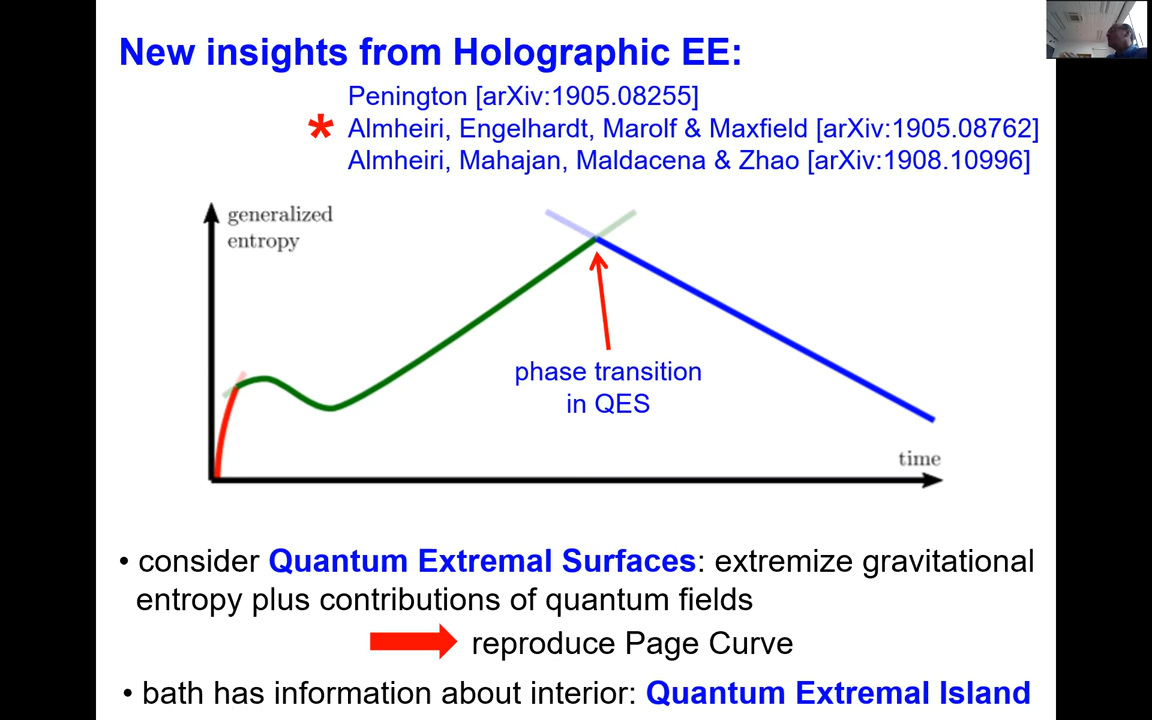 New insights from Holographic EE:
Penington [arXiv:1905.08255]
* Almheiri, Engelhardt, Marolf & Maxfield [arXiv:1905.08762]
Almheiri, Mahajan, Maldacena & Zhao [arXiv:1908.10996]
generalized
entropy
phase transition
in QES
time
• consider Quantum Extremal Surfaces: extremize gravitational
entropy plus contributions of quantum fields
reproduce Page Curve
• bath has information about interior: Quantum Extremal Island